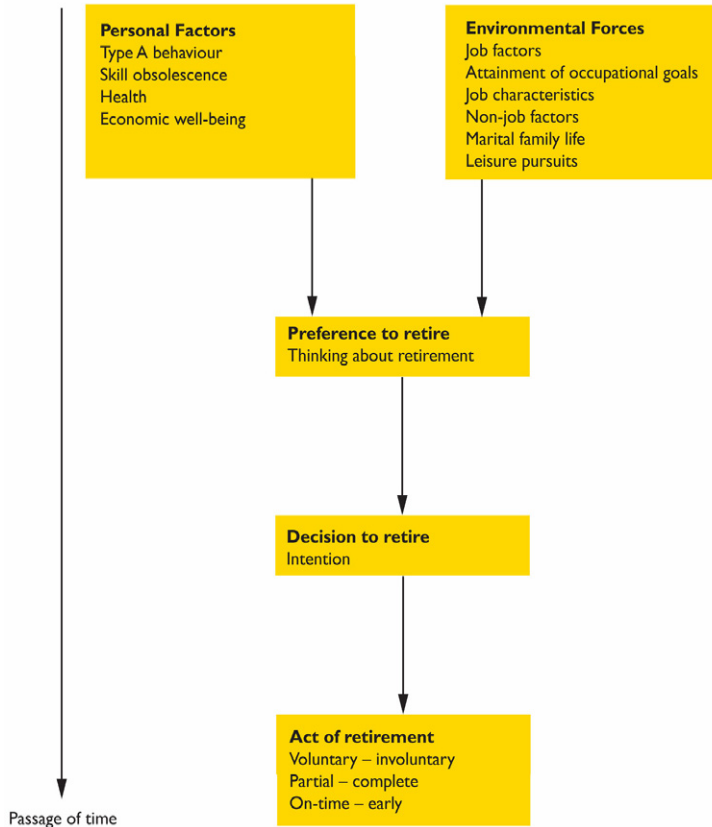 Personal Factors
Type A behaviour
Skill obsolescence
Health
Economic well-being
Environmental Forces
Job factors
Attainment of occupational goals
Job characteristics
Non-job factors
Marital family life
Leisure pursuits
Preference to retire
Thinking about retirement
Decision to retire
Intention
Act of retirement
Voluntary – involuntary
Partial – complete
On-time – early
Passage of time